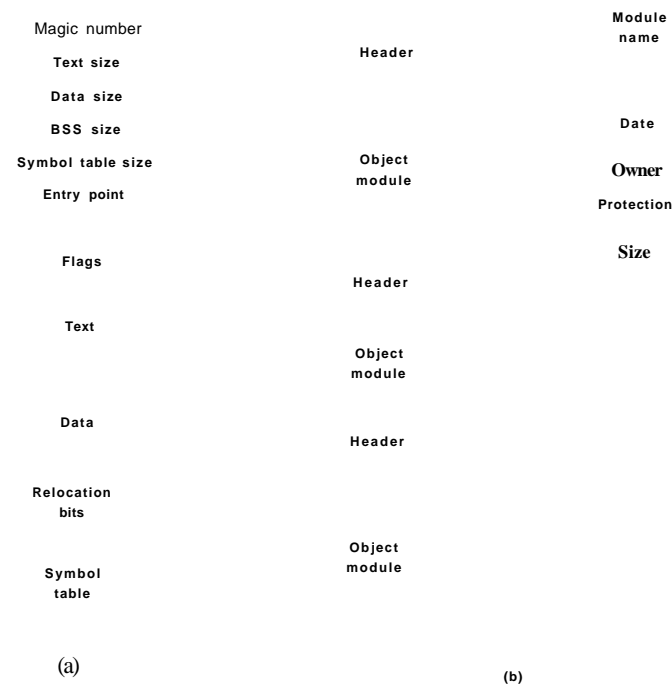 Magic number
Text size
Data size
BSS size
Symbol table size
Entry point
Flags
Text
Data
Relocation
bits
Symbol
table
(a)
Header
Object
module
Header
Object
module
Header
Object
module
Module
name
Date
Owner
Protection
Size
(b)